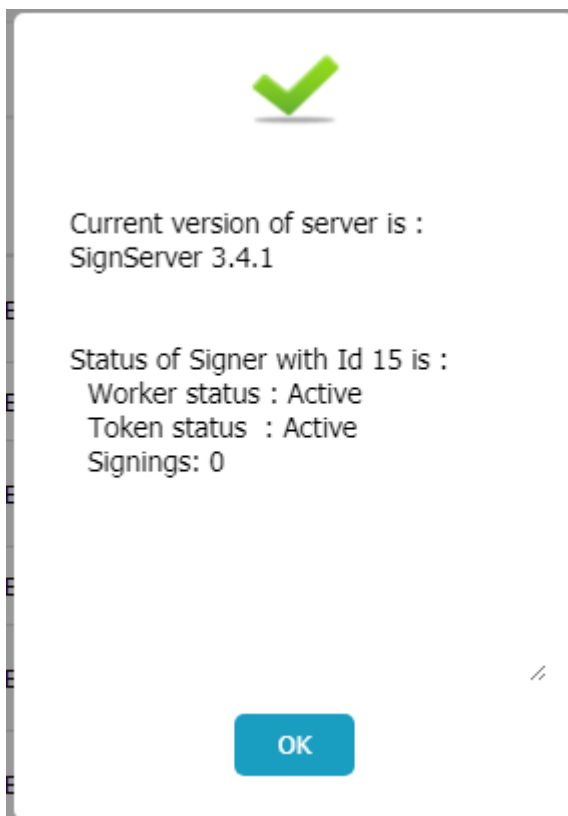 Current version of server is :
SignServer 3.4.1
Status of Signer with Id 15 is :
Worker status : Active
Token status  : Active
Signings: 0
OK